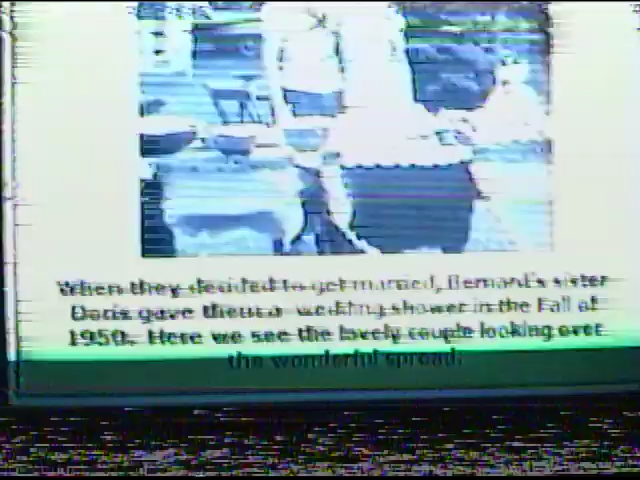 When they decided to get married, Bernard's sister
Doris gave them a wedding shower in the Fall of
1950. Here we see the lovely couple looking over
the wonderful spread.